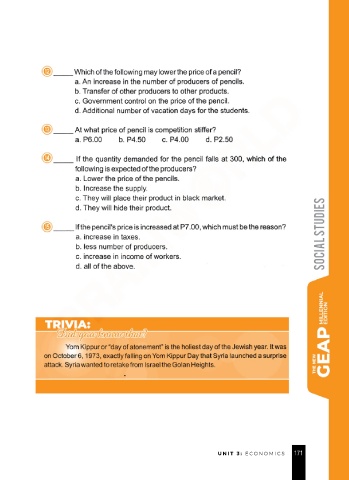 12 _____ Which of the following may lower the price of a pencil?
a. An increase in the number of producers of pencils.
b. Transfer of other producers to other products.
c. Government control on the price of the pencil.
d. Additional number of vacation days for the students.
13 _____ At what price of pencil is competition stiffer?
a. P6.00 b. P4.50 c. P4.00 d. P2.50
14 _____ If the quantity demanded for the pencil falls at 300, which of the
following is expected of the producers?
a. Lower the price of the pencils.
b. Increase the supply.
c. They will place their product in black market.
d. They will hide their product.
15 _____ If the pencil's price is increased at P7.00, which must be the reason?
a. increase in taxes.
b. less number of producers.
c. increase in income of workers.
d. all of the above.
SOCIAL STUDIES
TRIVIA:
Did you know that?
Yom Kippur or "day of atonement" is the holiest day of the Jewish year. It was
on October 6, 1973, exactly falling on Yom Kippur Day that Syria launched a surprise
attack. Syria wanted to retake from Israel the Golan Heights.
THE NEW
GEAP MILLENNIAL
EDITION
UNIT 3: ECONOMICS 171